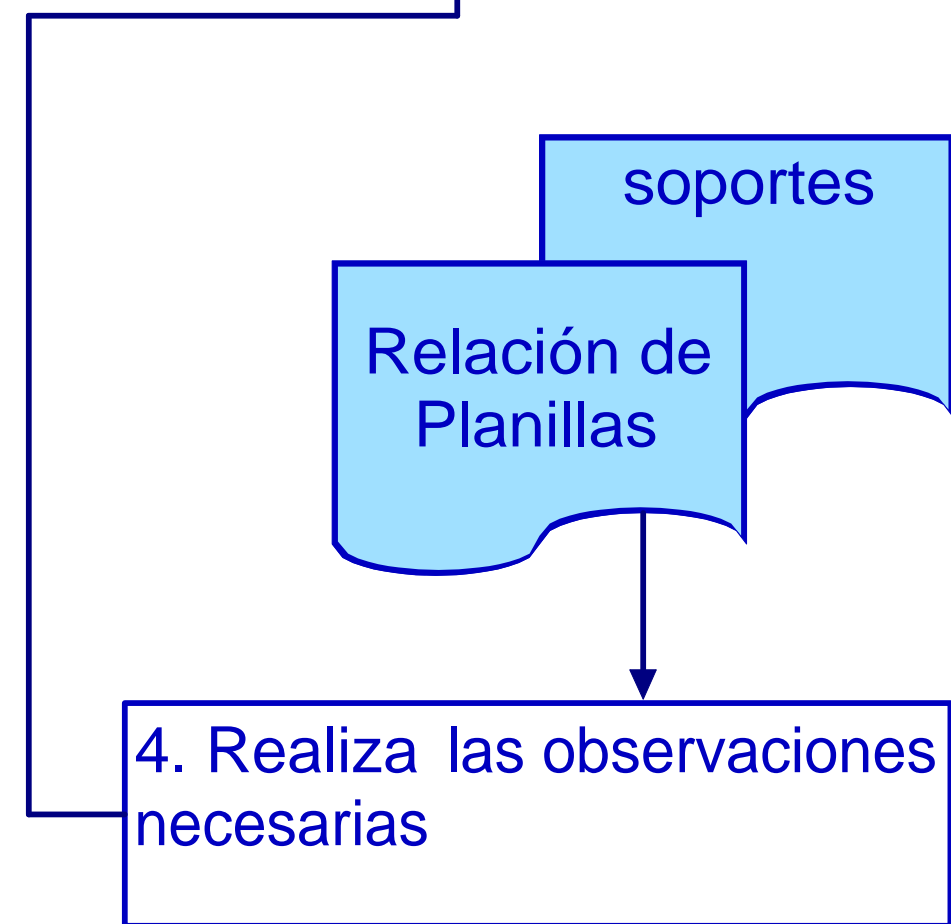 soportes
Relación de
Planillas
4. Realiza las observaciones
necesarias